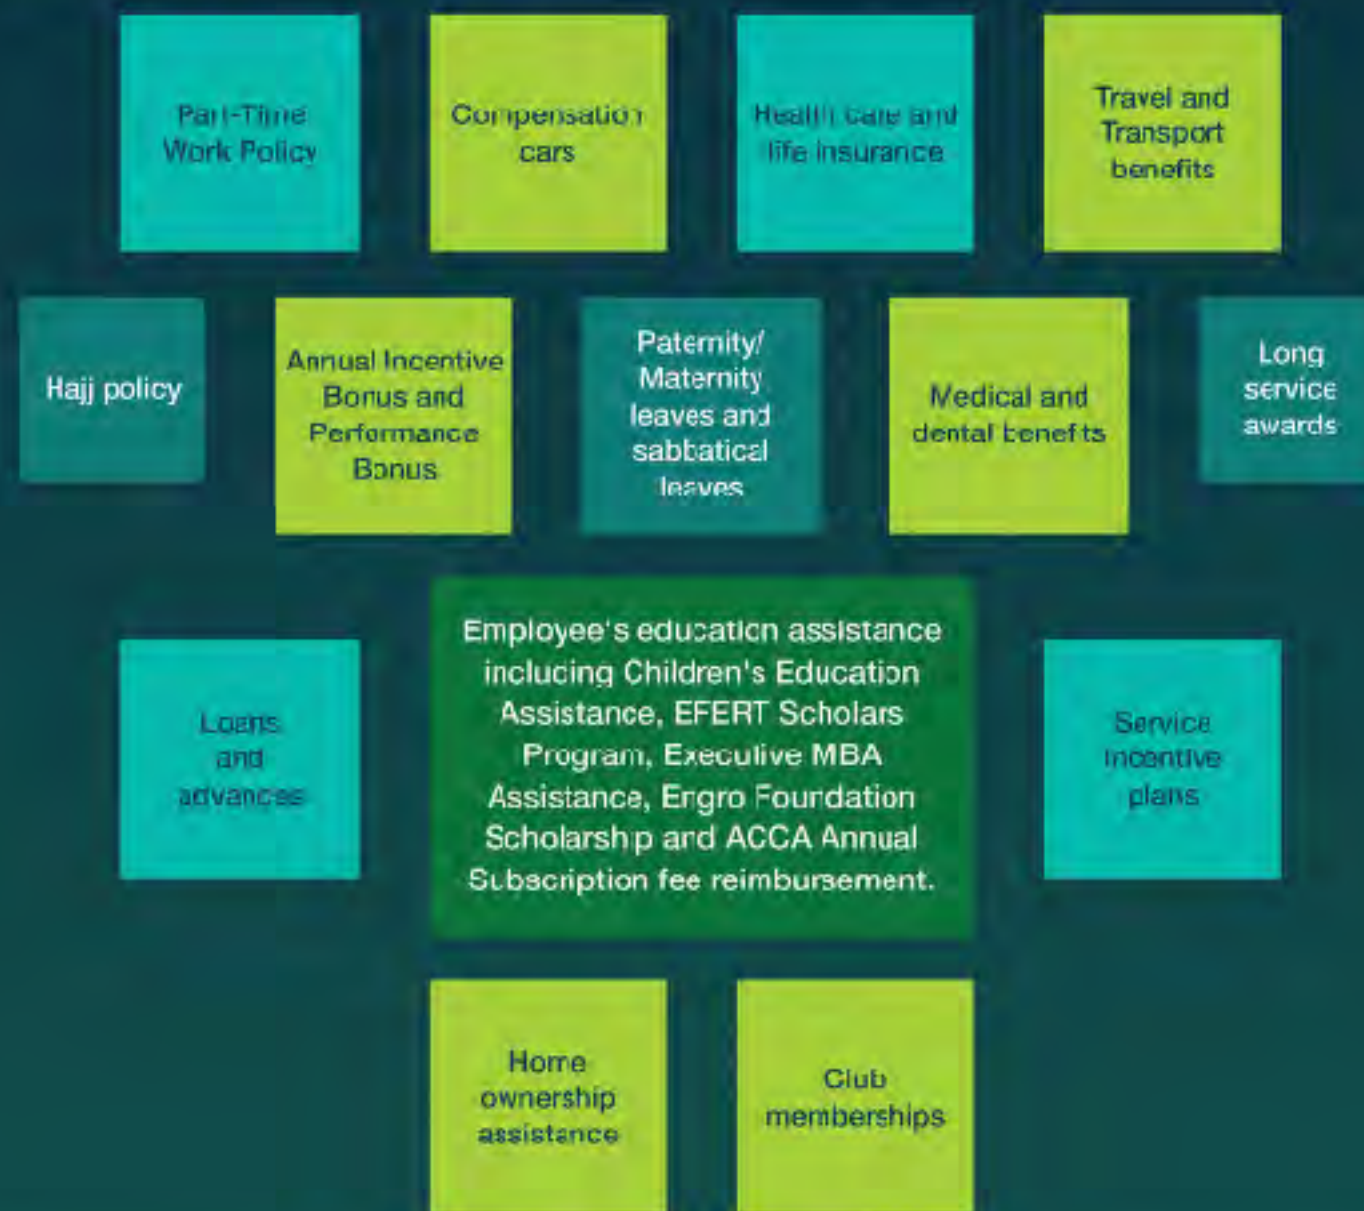 Part-Time
Work Policy
Compensation
cars
Health care and
life insurance
Travel and
Transport
benefits
Hajj policy
Annual Incentive
Bonus and
Performance
Bonus
Paternity/
Maternity
leaves and
sabbatical
leaves
Medical and
dental benefits
Long
service
awards
Loans
and
advances
Employee's education assistance
including Children's Education
Assistance, EFERT Scholars
Program, Executive MBA
Assistance, Engro Foundation
Scholarship and ACCA Annual
Subscription fee reimbursement.
Service
incentive
plans
Home
ownership
assistance
Club
memberships